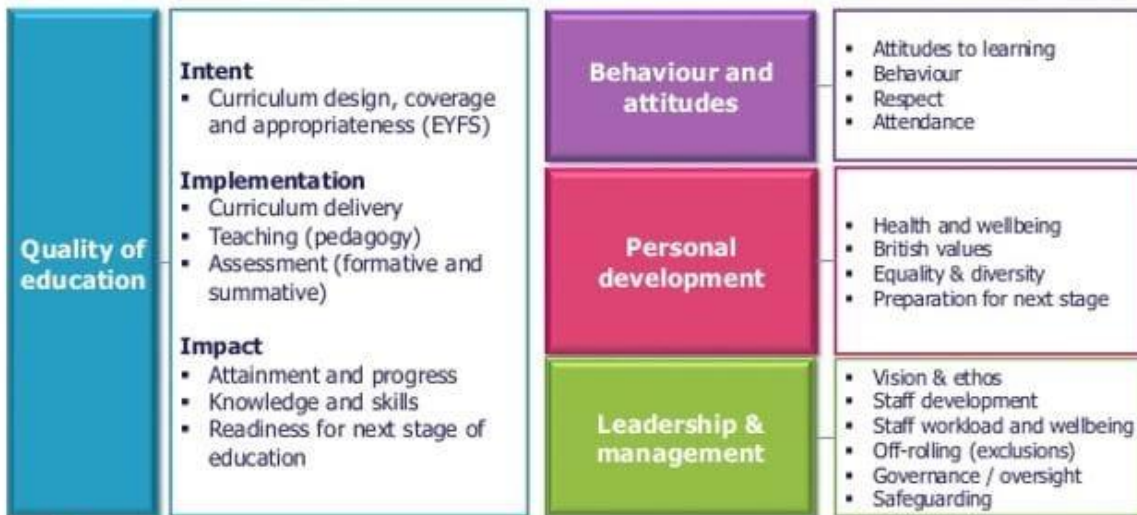 Quality of
education
Intent
▪ Curriculum design, coverage
and appropriateness (EYFS)
Implementation
▪ Curriculum delivery
▪ Teaching (pedagogy)
▪ Assessment (formative and
summative)
Impact
▪ Attainment and progress
▪ Knowledge and skills
▪ Readiness for next stage of
education
Behaviour and
attitudes
▪ Attitudes to learning
▪ Behaviour
▪ Respect
▪ Attendance
Personal
development
▪ Health and wellbeing
▪ British values
▪ Equality & diversity
▪ Preparation for next stage
Leadership &
management
▪ Vision & ethos
▪ Staff development
▪ Staff workload and wellbeing
▪ Off-rolling (exclusions)
▪ Governance / oversight
▪ Safeguarding